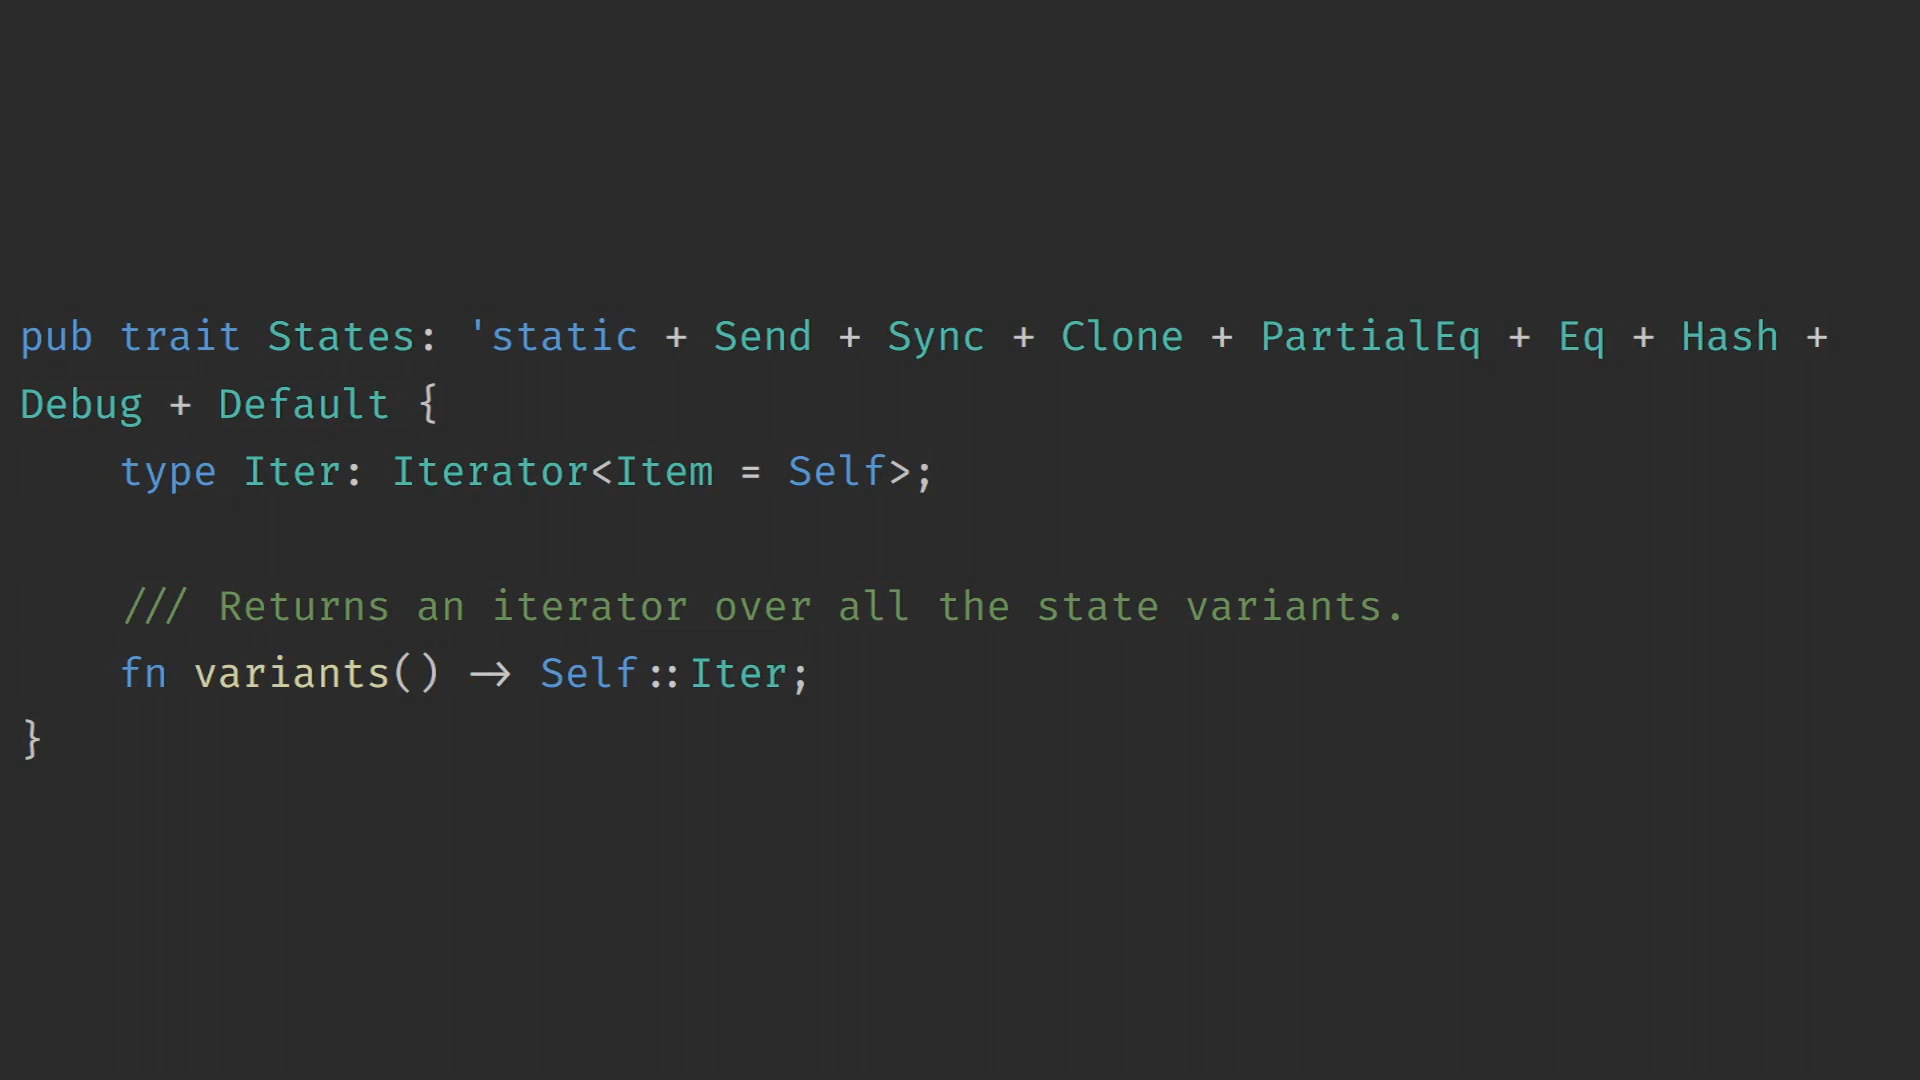 pub trait States: 'static + Send + Sync + Clone + PartialEq + Eq + Hash +
Debug + Default {
    type Iter: Iterator<Item = Self>;

    /// Returns an iterator over all the state variants.
    fn variants() -> Self::Iter;
}